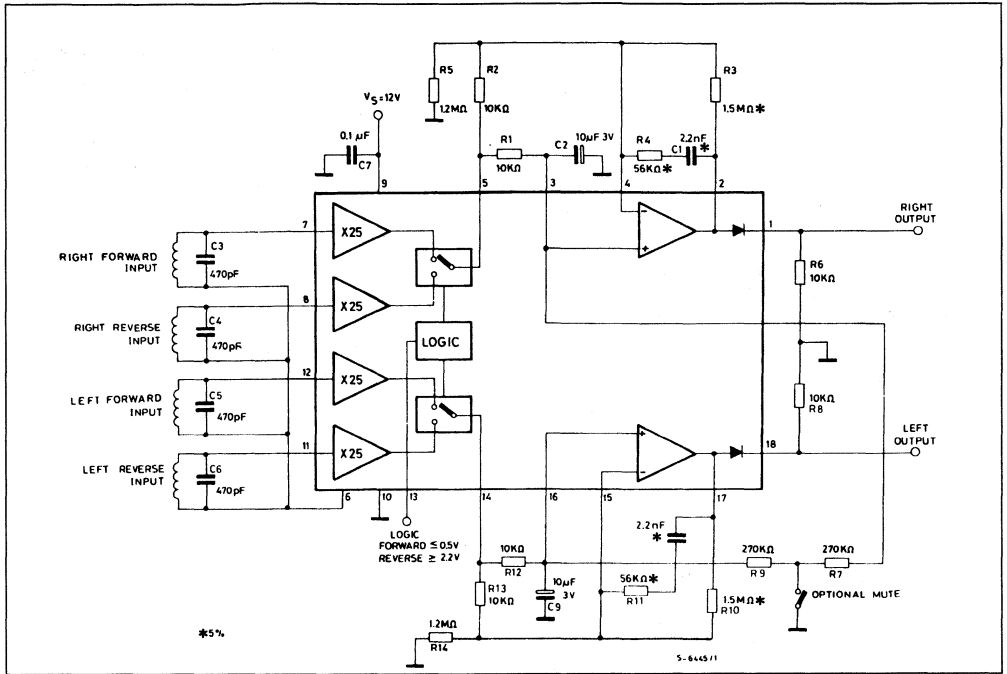 R5
1.2MΩ
R2
10KΩ
R3
1.5MΩ*
VS=12V
0.1 µF
C7
R1
10KΩ
C2
10µF 3V
R4
56KΩ*
2.2nF
C1 *
9
5
3
4
2
RIGHT FORWARD
INPUT
C3
470pF
7
X25
1
RIGHT
OUTPUT
R6
10KΩ
RIGHT REVERSE
INPUT
C4
470pF
8
X25
LOGIC
LEFT FORWARD
INPUT
C5
470pF
12
X25
10KΩ
R8
LEFT REVERSE
INPUT
C6
470pF
11
X25
18
LEFT
OUTPUT
-
+
+
-
6
10
13
14
16
15
17
LOGIC
FORWARD ≤ 0.5V
REVERSE ≥ 2.2V
10KΩ
R12
2.2nF
*
270KΩ
R9
270KΩ
R7
R13
10KΩ
10µF
3V
C9
56KΩ*
R11
1.5MΩ*
R10
OPTIONAL MUTE
1.2MΩ
R14
*5%
S-6445/1